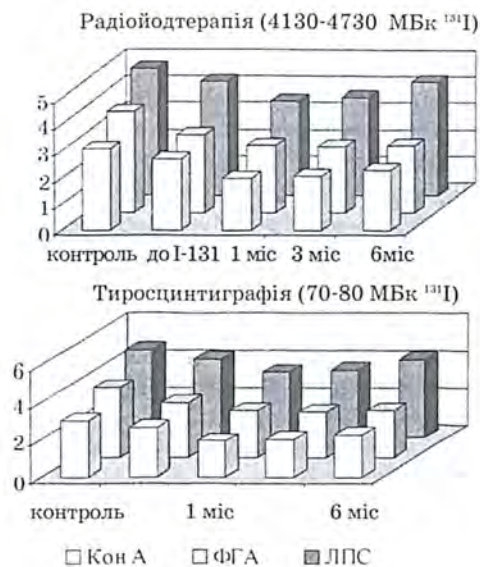 Радіойодтерапія (4130-4730 МБк ¹³¹I)
5
4
3
2
1
0
контроль до I-131 1 міс 3 міс 6міс
Тиросцинтиграфія (70-80 МБк ¹³¹I)
6
4
2
0
контроль 1 міс 6 міс
Кон А ФГА ЛПС